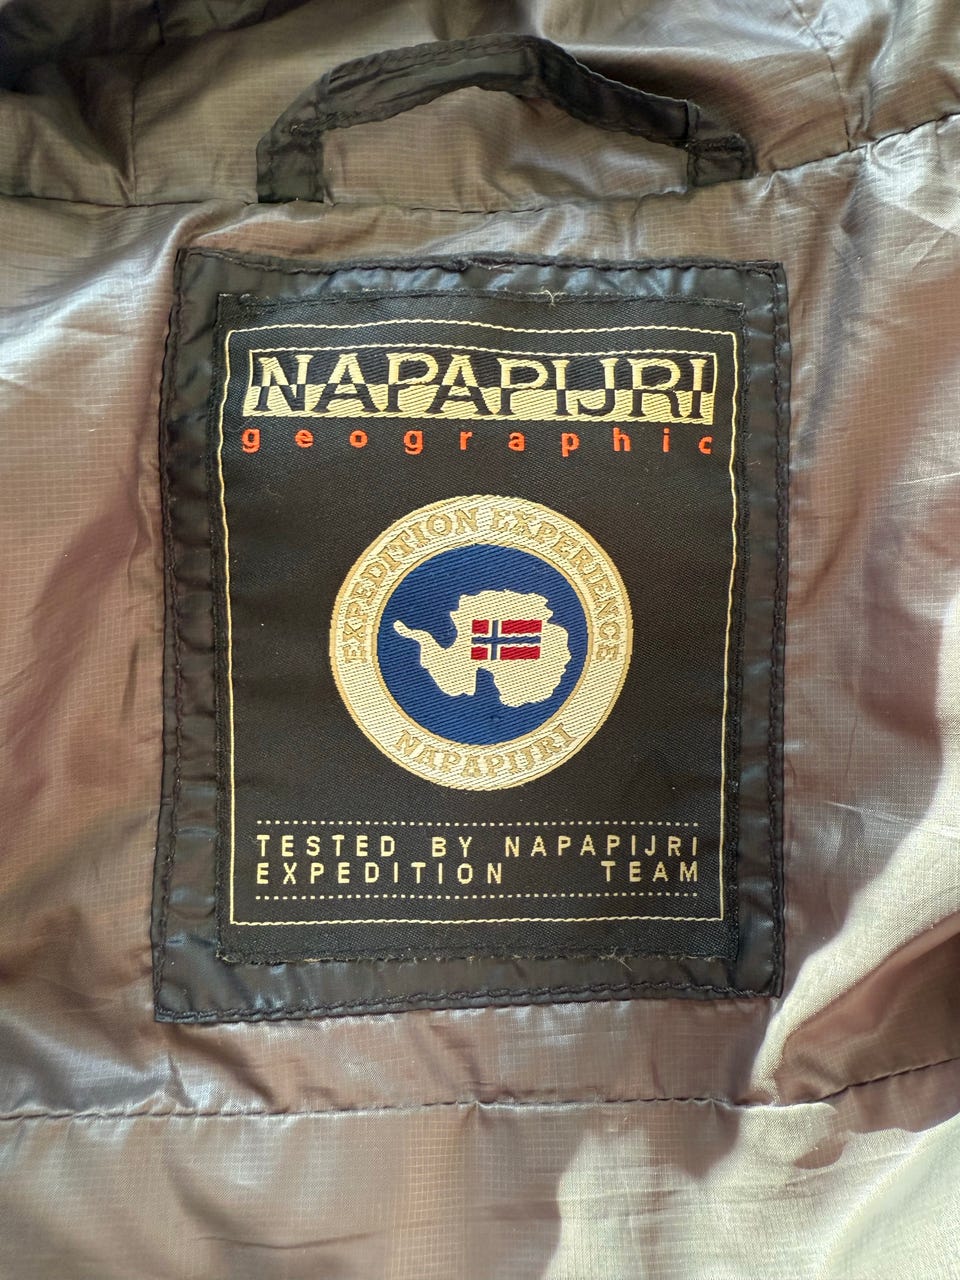 NAPAPIJRI
geographic
EXPEDITION EXPERIENCE
NAPAPIJRI
TESTED BY NAPAPIJRI
EXPEDITION TEAM